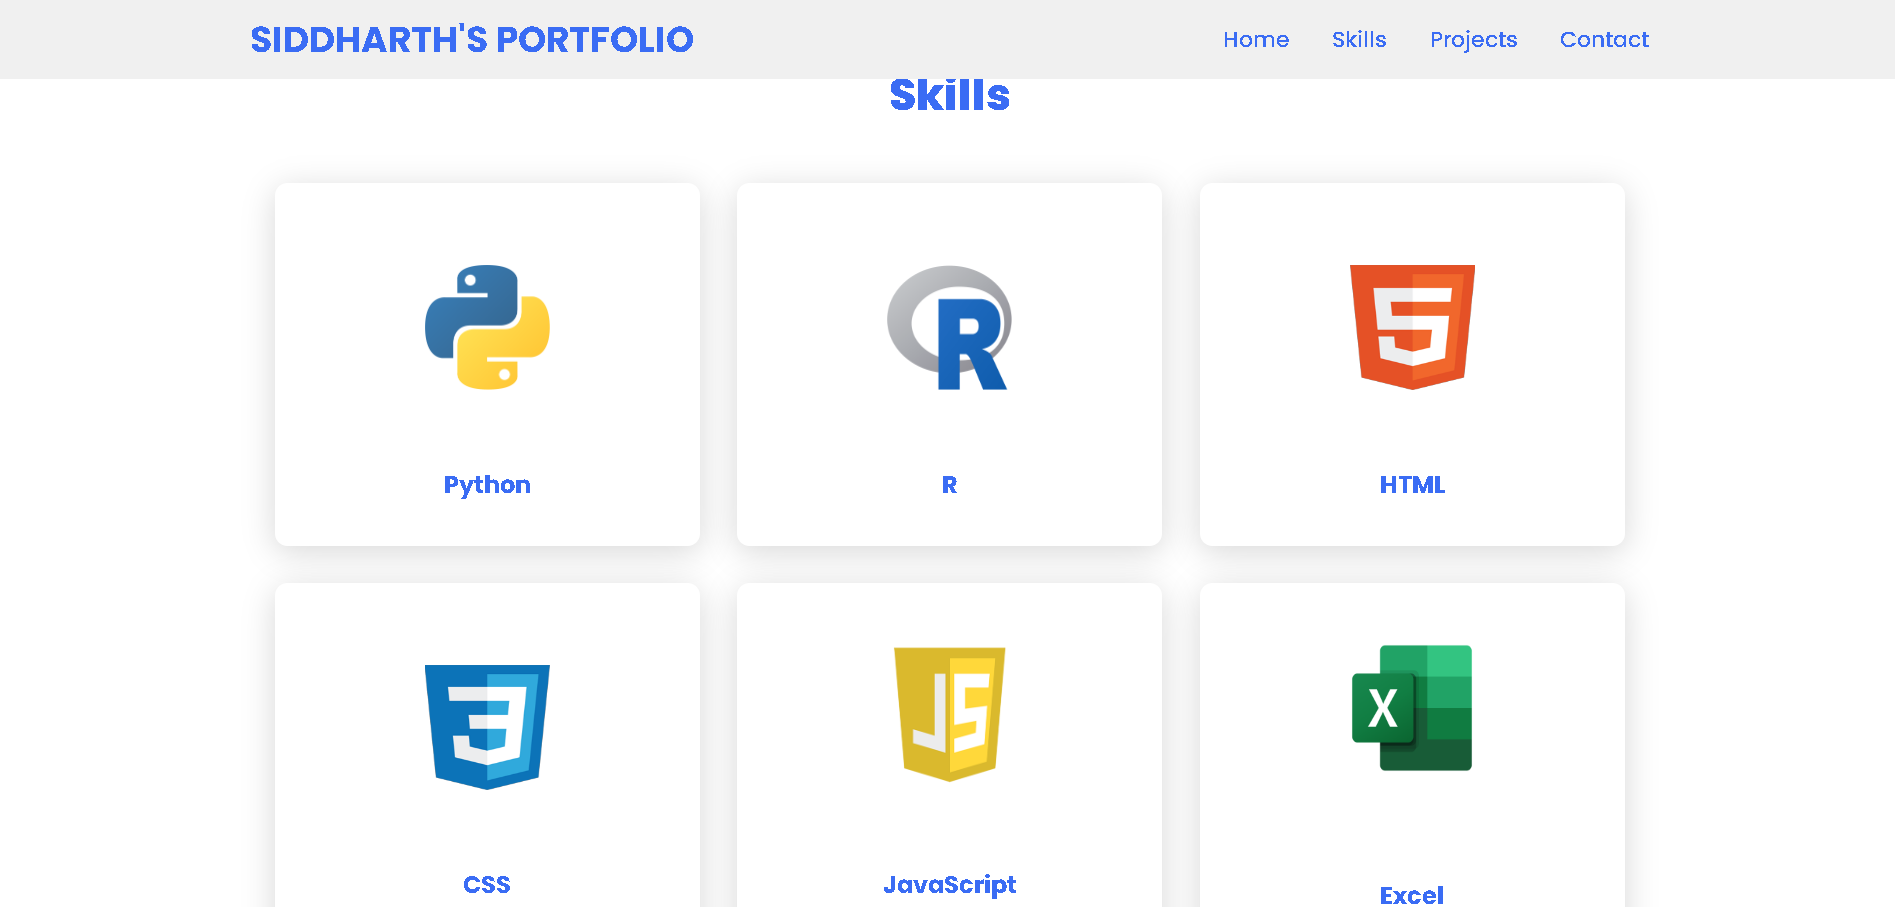 SIDDHARTH'S PORTFOLIO
Home Skills Projects Contact
Skills
R
5
Python R HTML
3 JS X
CSS JavaScript Excel